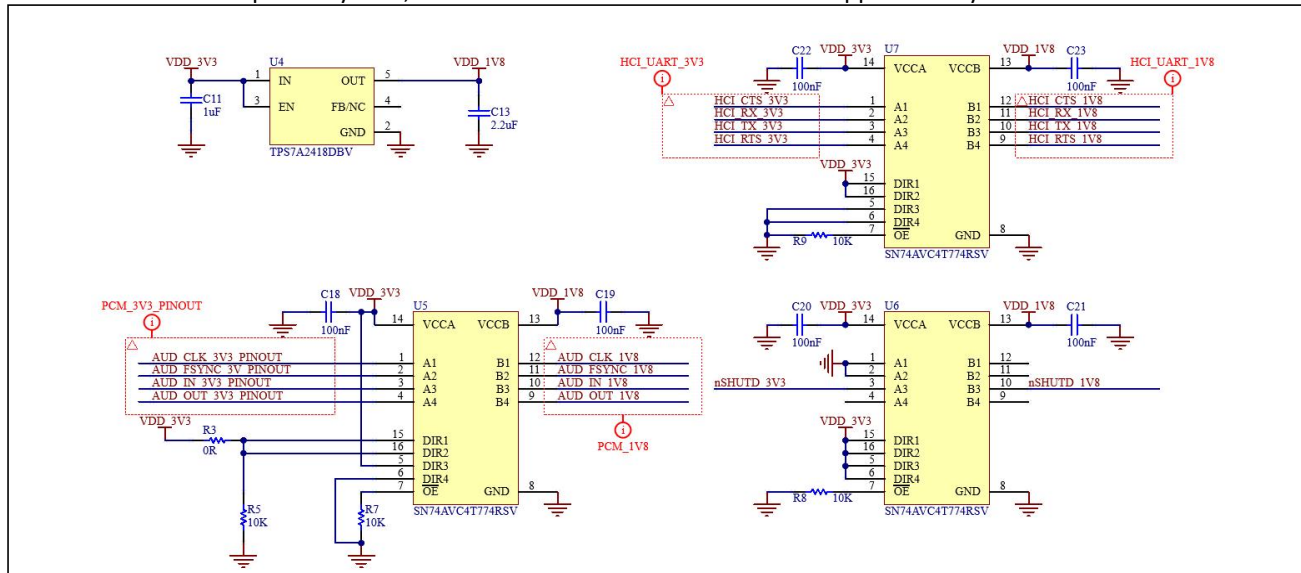 VDD_3V3
U4
VDD_1V8
1
IN
OUT
5
3
EN
FB/NC
4
GND
2
C11
1uF
C13
2.2uF
TPS7A2418DBV
HCI_UART_3V3
C22
100nF
VDD_3V3
U7
14
VCCA
VCCB
13
VDD_1V8
C23
100nF
HCI_UART_1V8
HCI_CTS_3V3
1
A1
B1
12
HCI_CTS_1V8
HCI_RX_3V3
2
A2
B2
11
HCI_RX_1V8
HCI_TX_3V3
3
A3
B3
10
HCI_TX_1V8
HCI_RTS_3V3
4
A4
B4
9
HCI_RTS_1V8
VDD_3V3
15
DIR1
16
DIR2
5
DIR3
6
DIR4
7
OE
GND
8
R9
10K
SN74AVC4T774RSV
PCM_3V3_PINOUT
C18
100nF
VDD_3V3
U5
14
VCCA
VCCB
13
VDD_1V8
C19
100nF
AUD_CLK_3V3_PINOUT
1
A1
B1
12
AUD_CLK_1V8
AUD_FSYNC_3V_PINOUT
2
A2
B2
11
AUD_FSYNC_1V8
AUD_IN_3V3_PINOUT
3
A3
B3
10
AUD_IN_1V8
AUD_OUT_3V3_PINOUT
4
A4
B4
9
AUD_OUT_1V8
PCM_1V8
VDD_3V3
R3
0R
15
DIR1
16
DIR2
5
DIR3
6
DIR4
7
OE
GND
8
R5
10K
R7
10K
SN74AVC4T774RSV
C20
100nF
VDD_3V3
U6
14
VCCA
VCCB
13
VDD_1V8
C21
100nF
1
A1
B1
12
2
A2
B2
11
nSHUTD_3V3
3
A3
B3
10
nSHUTD_1V8
4
A4
B4
9
VDD_3V3
15
DIR1
16
DIR2
5
DIR3
6
DIR4
7
OE
GND
8
R8
10K
SN74AVC4T774RSV